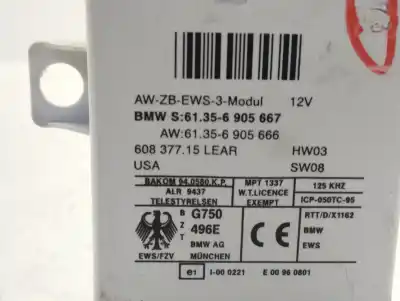 AW-ZB-EWS-3-Modul 12V
BMW S:61.35-6 905 667
AW:61.35-6 905 666
608 377.15 LEAR HW03
USA SW08
BAKOM 94.0580.K.P. MPT 1337 125 KHZ
ALR 9437 W.T.LICENCE
TELESTYRELSEN EXEMPT ICP-050TC-95
B Z T G750 496E
BMW AG
EWS/FZV MÜNCHEN
CE
RTT/D/X1162
BMW
EWS
e1 I-00 0221 E 00 96 0801